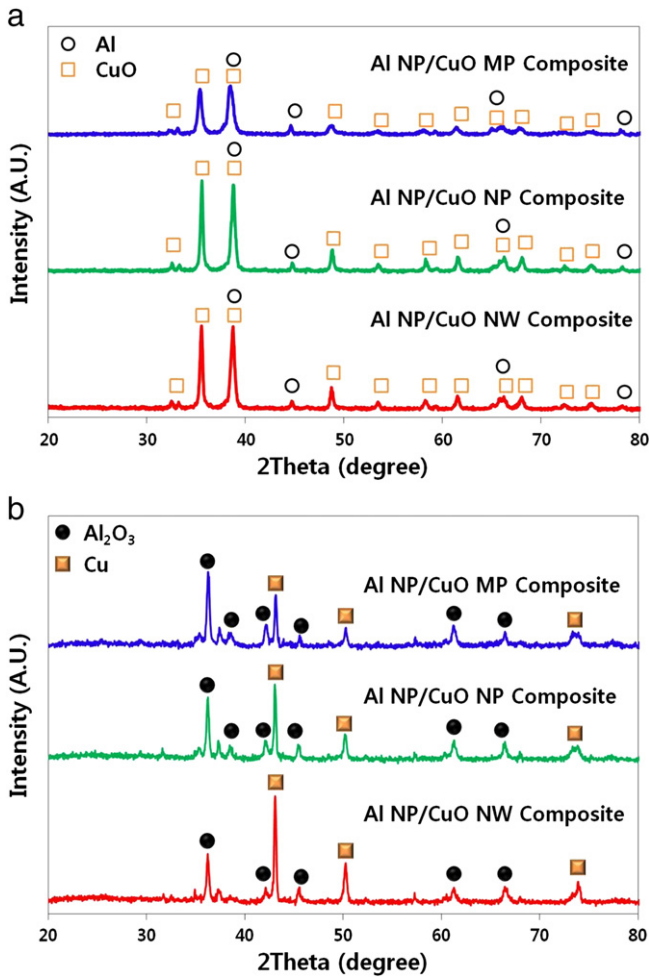 a
Al
CuO
Al NP/CuO MP Composite
Al NP/CuO NP Composite
Al NP/CuO NW Composite
Intensity (A.U.)
20 30 40 50 60 70 80
2Theta (degree)
b
Al₂O₃
Cu
Al NP/CuO MP Composite
Al NP/CuO NP Composite
Al NP/CuO NW Composite
Intensity (A.U.)
20 30 40 50 60 70 80
2Theta (degree)